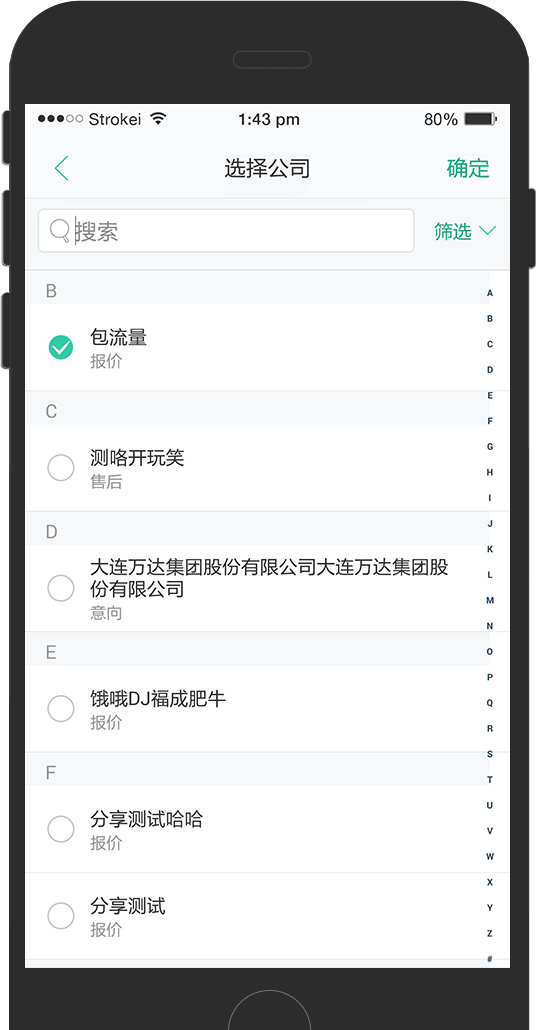 Strokei 1:43 pm 80%
选择公司 确定
搜索 筛选
B
包流量
报价
C
测咯开玩笑
售后
D
大连万达集团股份有限公司大连万达集团股
份有限公司
意向
E
饿哦DJ福成肥牛
报价
F
分享测试哈哈
报价
分享测试
报价
A
B
C
D
E
F
G
H
I
J
K
L
M
N
O
P
Q
R
S
T
U
V
W
X
Y
Z
#